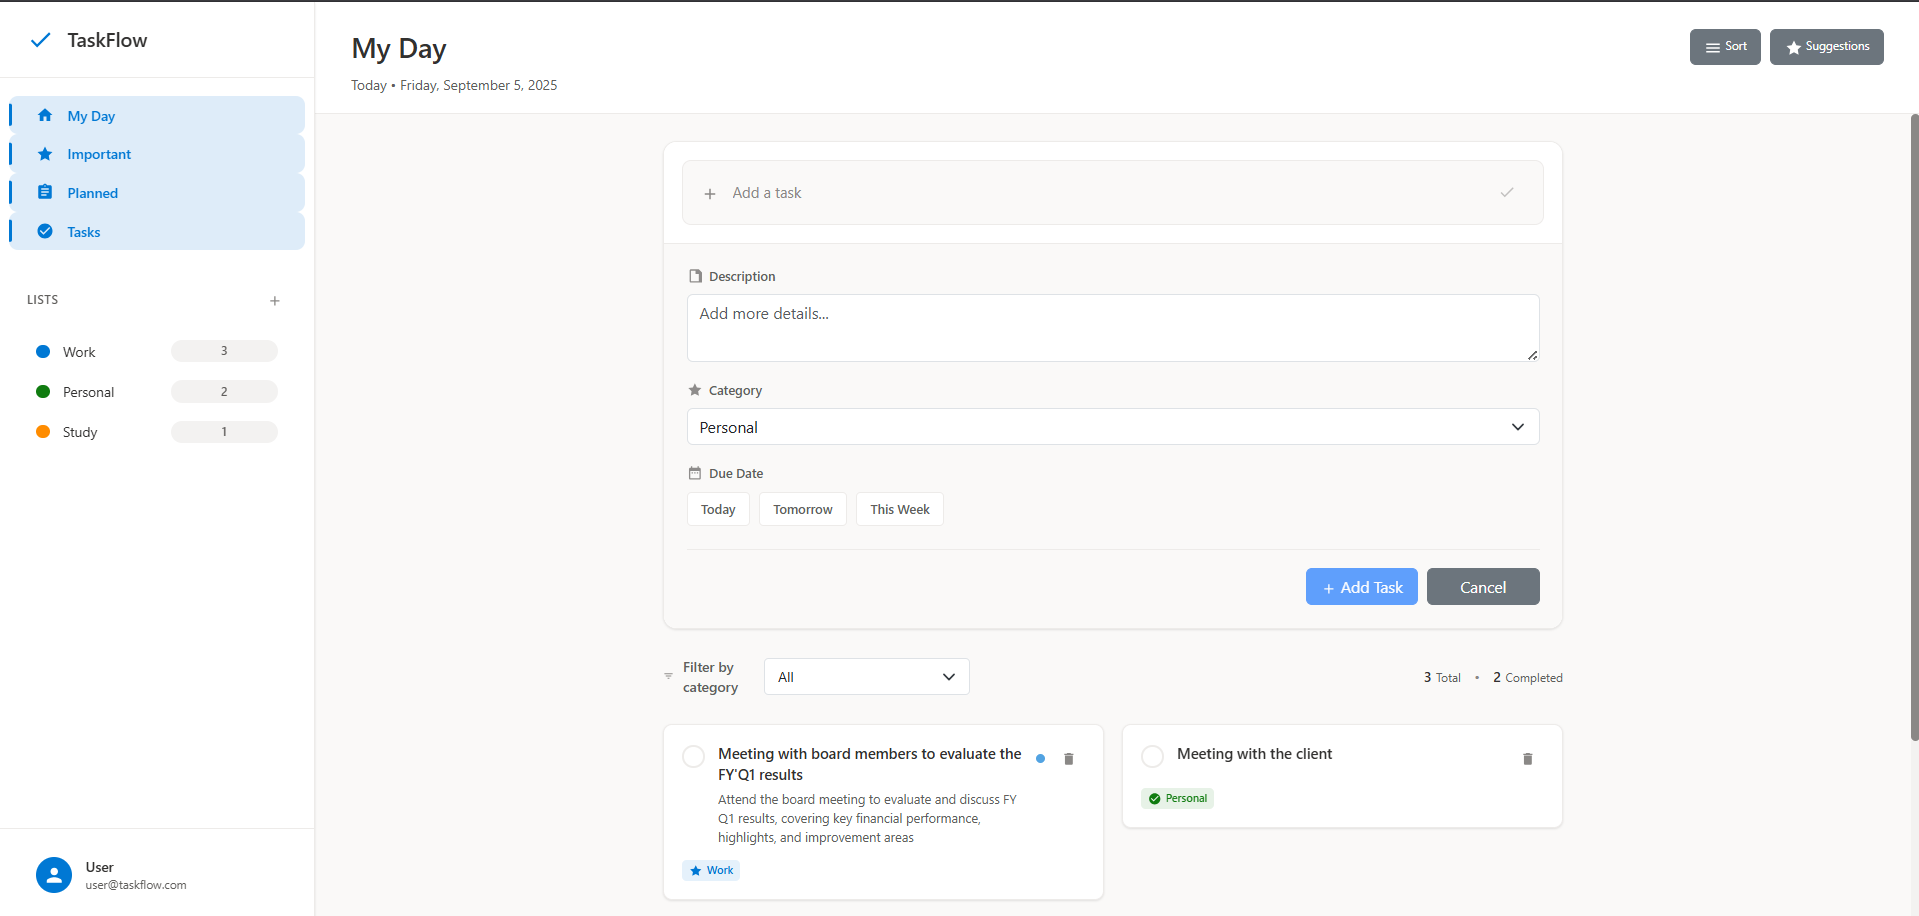 TaskFlow
My Day
Important
Planned
Tasks
LISTS
Work 3
Personal 2
Study 1
User
user@taskflow.com
My Day
Today • Friday, September 5, 2025
Sort
Suggestions
Add a task
Description
Add more details...
Category
Personal
Due Date
Today Tomorrow This Week
+ Add Task Cancel
Filter by
category
All
3 Total • 2 Completed
Meeting with board members to evaluate the
FY'Q1 results
Attend the board meeting to evaluate and discuss FY
Q1 results, covering key financial performance,
highlights, and improvement areas
Work
Meeting with the client
Personal